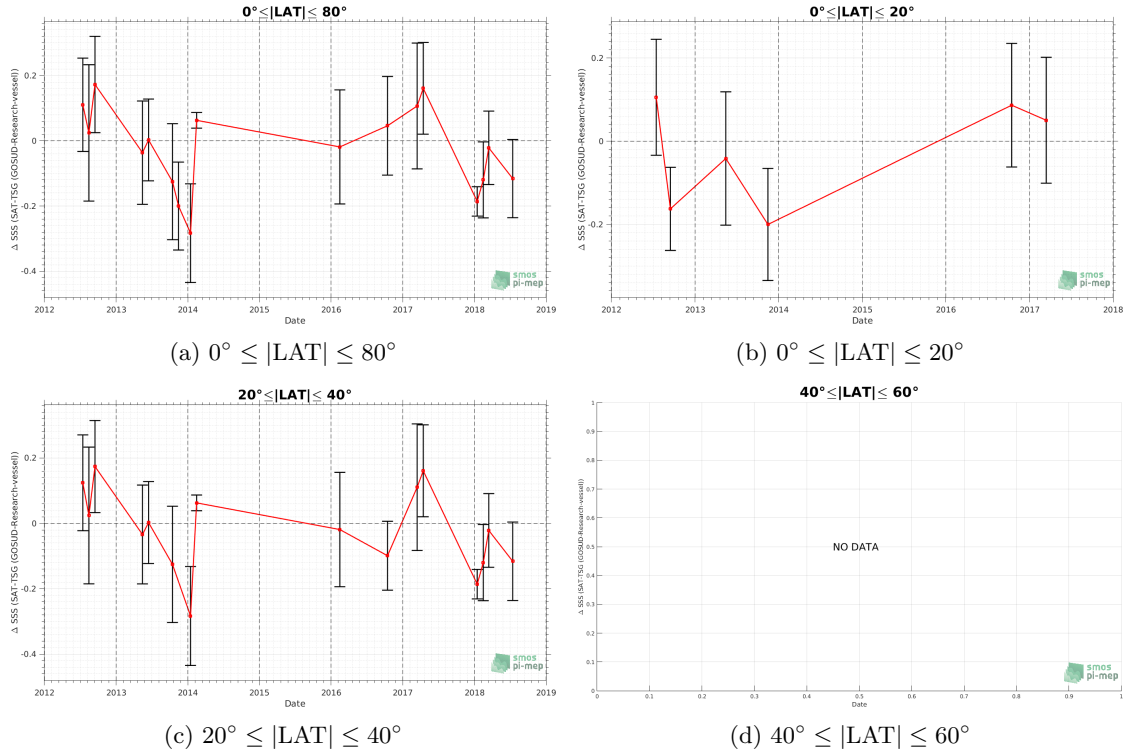 0°≤|LAT|≤ 80°
Δ SSS (SAT-TSG (GOSUD-Research-vessel))
0.2
0
-0.2
-0.4
2012 2013 2014 2015 2016 2017 2018 2019
Date
smos
pi-mep
(a) 0° ≤ |LAT| ≤ 80°
0°≤|LAT|≤ 20°
Δ SSS (SAT-TSG (GOSUD-Research-vessel))
0.2
0
-0.2
2012 2013 2014 2015 2016 2017 2018
Date
smos
pi-mep
(b) 0° ≤ |LAT| ≤ 20°
20°≤|LAT|≤ 40°
Δ SSS (SAT-TSG (GOSUD-Research-vessel))
0.2
0
-0.2
-0.4
2012 2013 2014 2015 2016 2017 2018 2019
Date
smos
pi-mep
(c) 20° ≤ |LAT| ≤ 40°
40°≤|LAT|≤ 60°
Δ SSS (SAT-TSG (GOSUD-Research-vessel))
1
0.9
0.8
0.7
0.6
0.5
0.4
0.3
0.2
0.1
0
NO DATA
0 0.1 0.2 0.3 0.4 0.5 0.6 0.7 0.8 0.9 1
Date
smos
pi-mep
(d) 40° ≤ |LAT| ≤ 60°